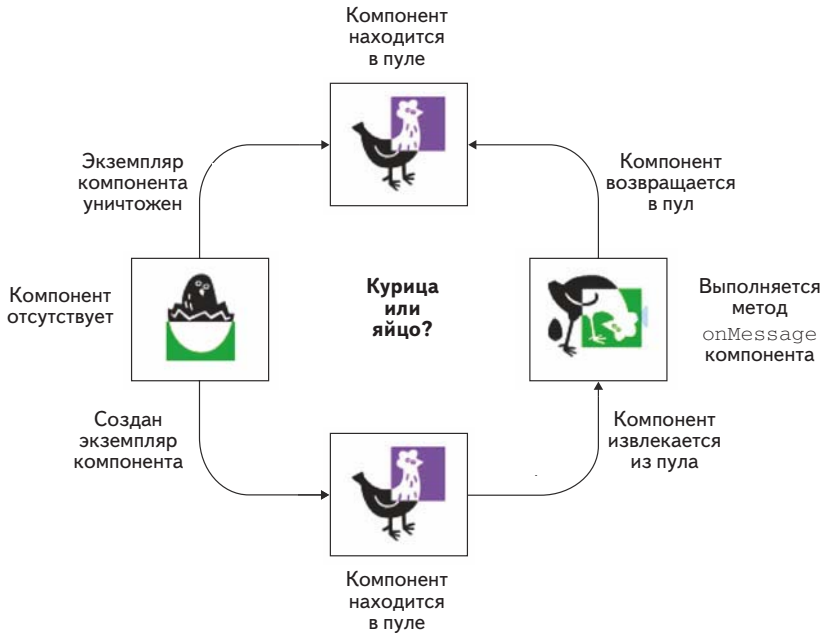 Компонент
находится
в пуле
Экземпляр
компонента
уничтожен
Компонент
возвращается
в пул
Компонент
отсутствует
Курица
или
яйцо?
Выполняется
метод
onMessage
компонента
Создан
экземпляр
компонента
Компонент
извлекается
из пула
Компонент
находится
в пуле